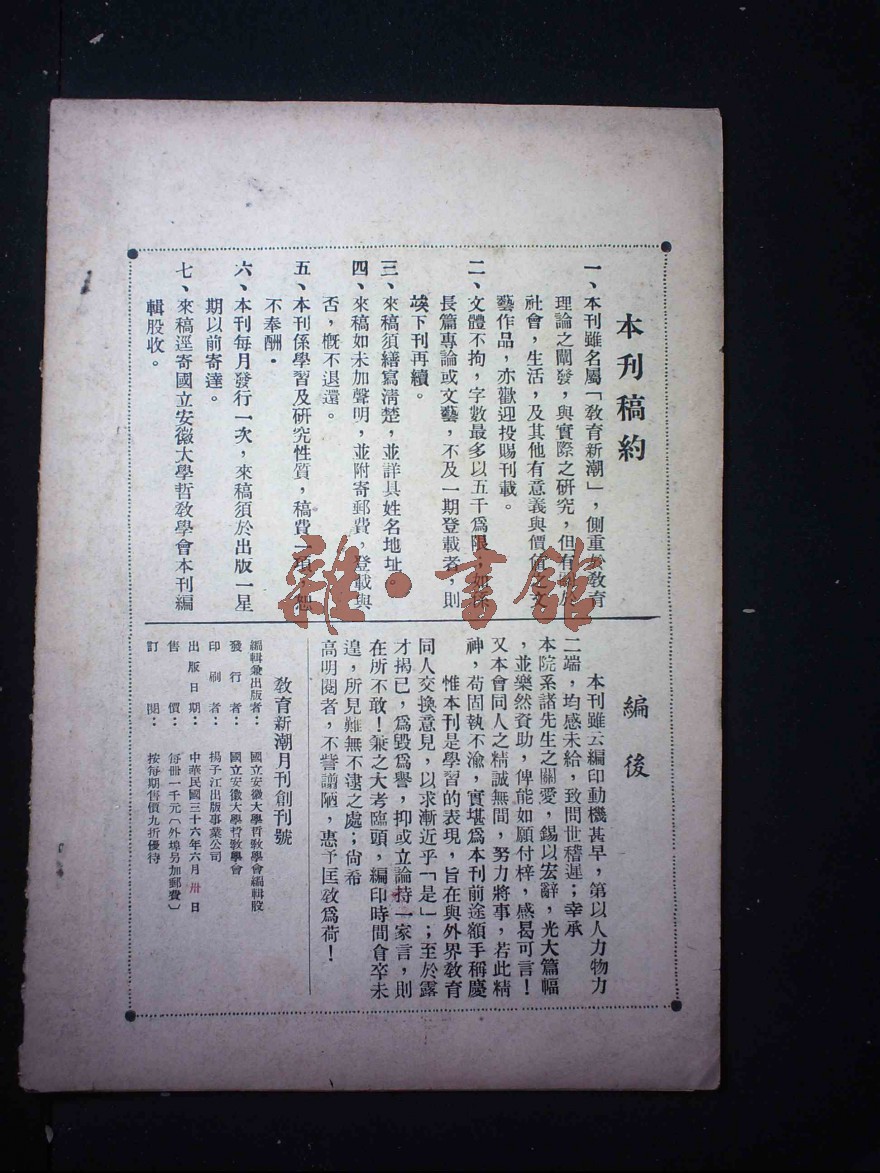 本刊稿約
一、本刊雖名屬「教育新潮」，側重於教育
理論之闡發，與實際之研究，但有關於
社會，生活，及其他有意義與價值之文
藝作品，亦歡迎投賜刊載。
二、文體不拘，字數最多以五千爲限；如係
長篇專論或文藝，不及一期登載者，則
竢下刊再續。
三、來稿須繕寫清楚，並詳具姓名地址。
四、來稿如未加聲明，並附寄郵費，登載與
否，概不退還。
五、本刊係學習及研究性質，稿費一項，恕
不奉酬・
六、本刊每月發行一次，來稿須於出版一星
期以前寄達。
七、來稿逕寄國立安徽大學哲教學會本刊編
輯股收。
編後
本刊雖云編印動機甚早，第以人力物力
二端，均感未給，致問世稽遲；幸承
本院系諸先生之關愛，錫以宏辭，光大篇幅
，並樂然資助，俾能如願付梓，感曷可言！
又本會同人之精誠無間，努力將事，若此精
神，苟固執不渝，實堪爲本刊前途額手稱慶
惟本刊是學習的表現，旨在與外界教育
同人交換意見，以求漸近乎「是」；至於露
才揚己，爲毀爲譽，抑或立論持一家言，則
在所不敢！兼之大考臨頭，編印時間倉卒未
遑，所見難無不逮之處；尚希
高明閱者，不訾譾陋，惠予匡教爲荷！
教育新潮月刊創刊號
編輯兼出版者：國立安徽大學哲教學會編輯股
發行者：國立安徽大學哲教學會
印刷者：揚子江出版事業公司
出版日期：中華民國三十六年六月卅日
售價：每冊一千元（外埠另加郵費）
訂閱：按每期售價九折優待
雜・書館